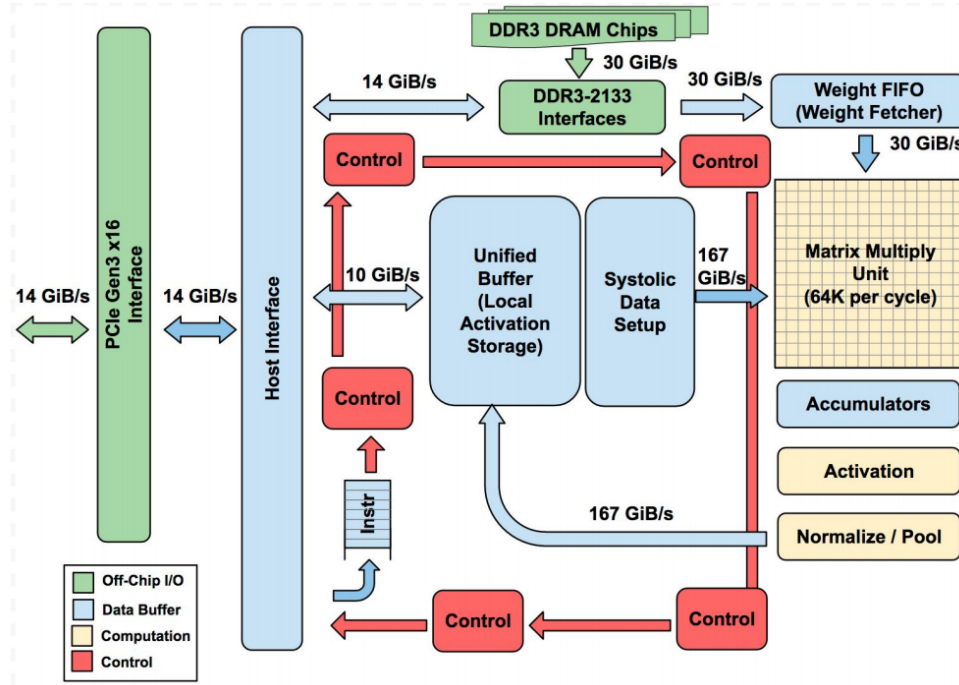 DDR3 DRAM Chips
30 GiB/s
14 GiB/s
DDR3-2133
Interfaces
30 GiB/s
Weight FIFO
(Weight Fetcher)
30 GiB/s
Control
Control
PCIe Gen3 x16
Interface
Host Interface
14 GiB/s
14 GiB/s
10 GiB/s
Unified
Buffer
(Local
Activation
Storage)
Systolic
Data
Setup
167
GiB/s
Matrix Multiply
Unit
(64K per cycle)
Control
Accumulators
Activation
Instr
167 GiB/s
Normalize / Pool
Off-Chip I/O
Data Buffer
Computation
Control
Control
Control